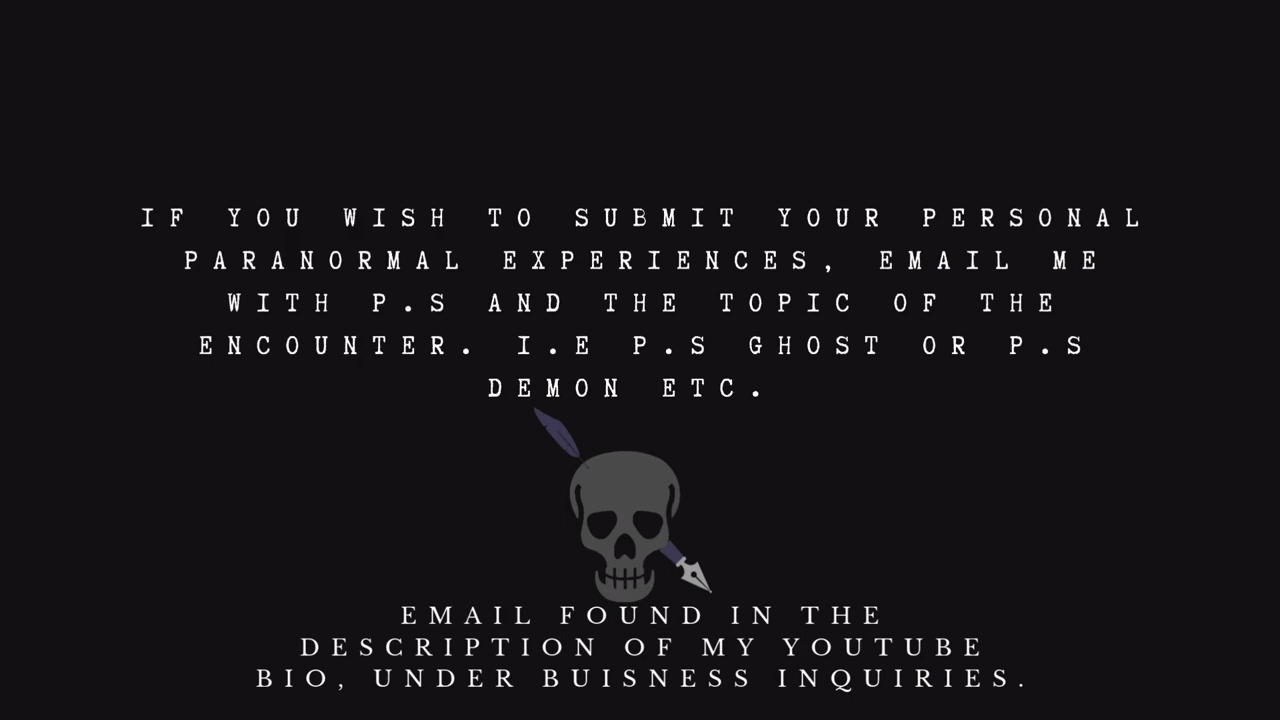 IF YOU WISH TO SUBMIT YOUR PERSONAL
PARANORMAL EXPERIENCES, EMAIL ME
WITH P.S AND THE TOPIC OF THE
ENCOUNTER. I.E P.S GHOST OR P.S
DEMON ETC.
EMAIL FOUND IN THE
DESCRIPTION OF MY YOUTUBE
BIO, UNDER BUISNESS INQUIRIES.